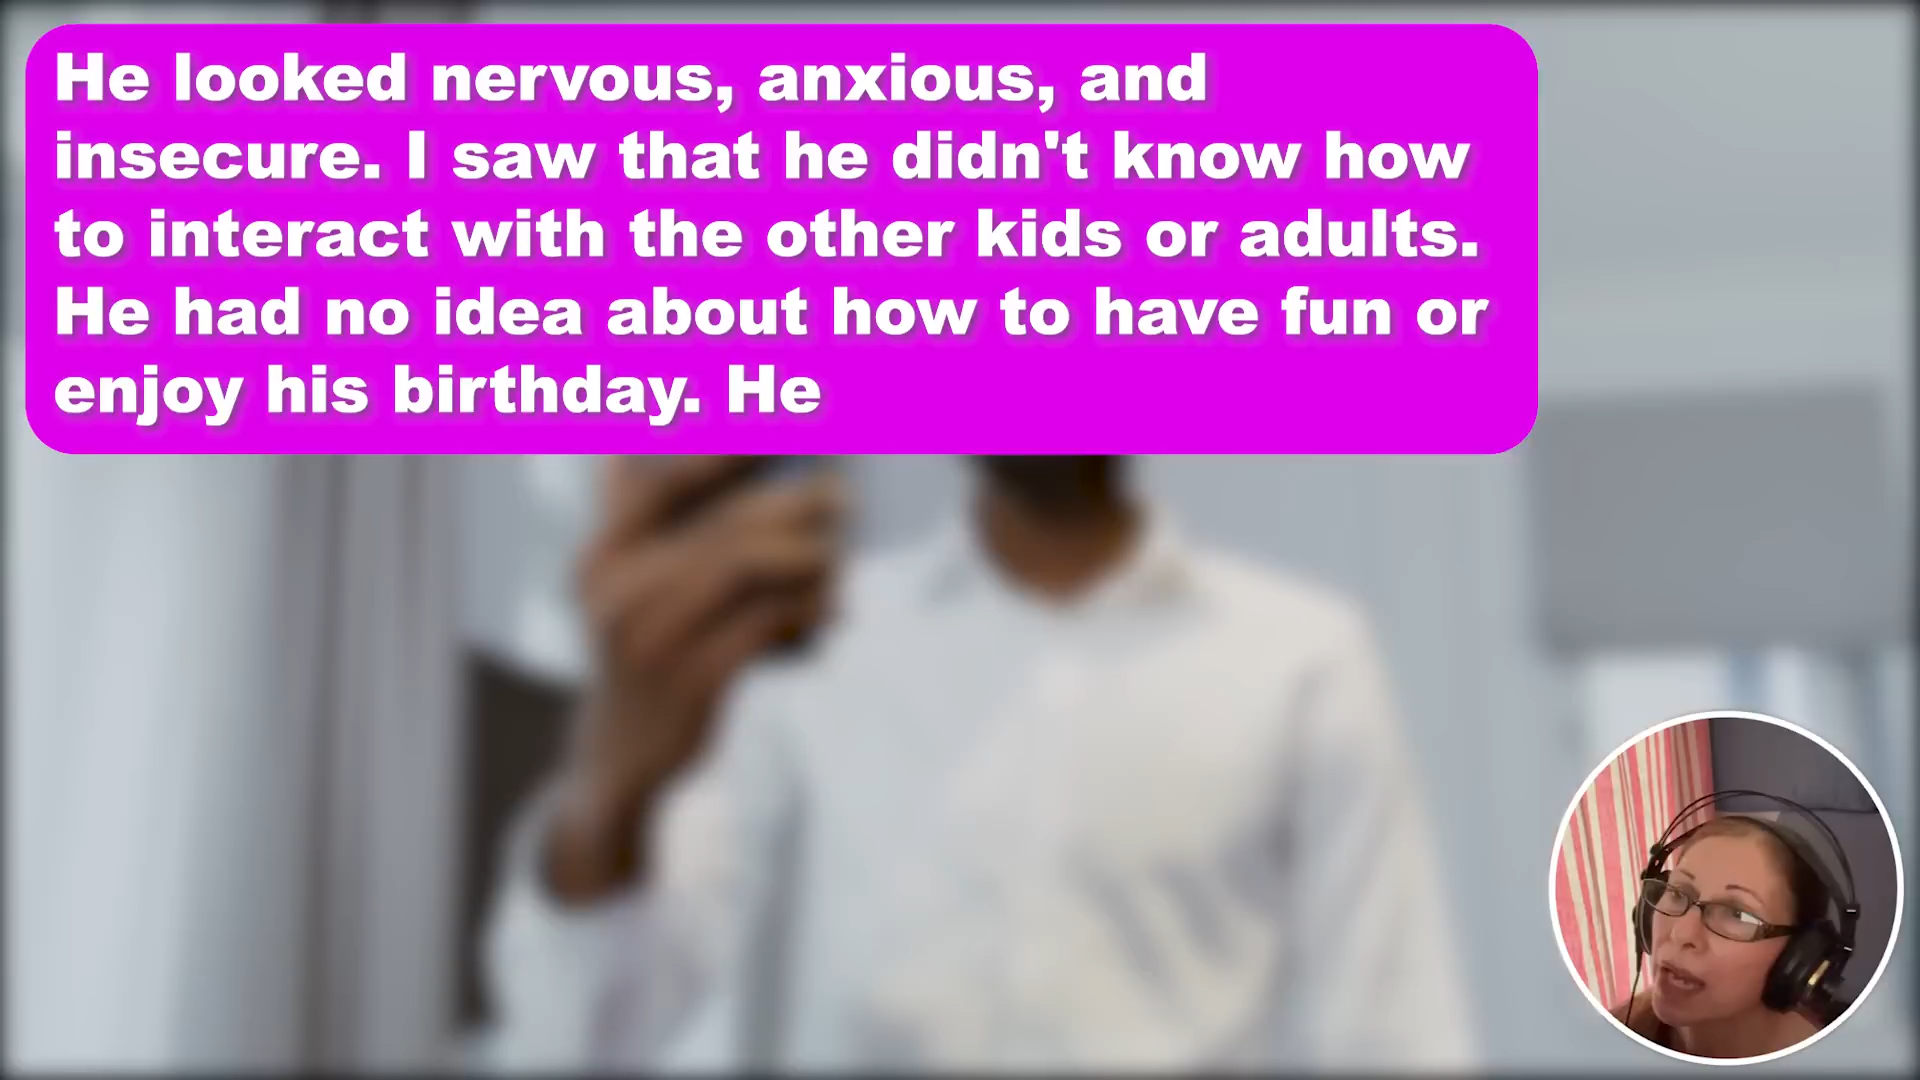 He looked nervous, anxious, and
insecure. I saw that he didn't know how
to interact with the other kids or adults.
He had no idea about how to have fun or
enjoy his birthday. He